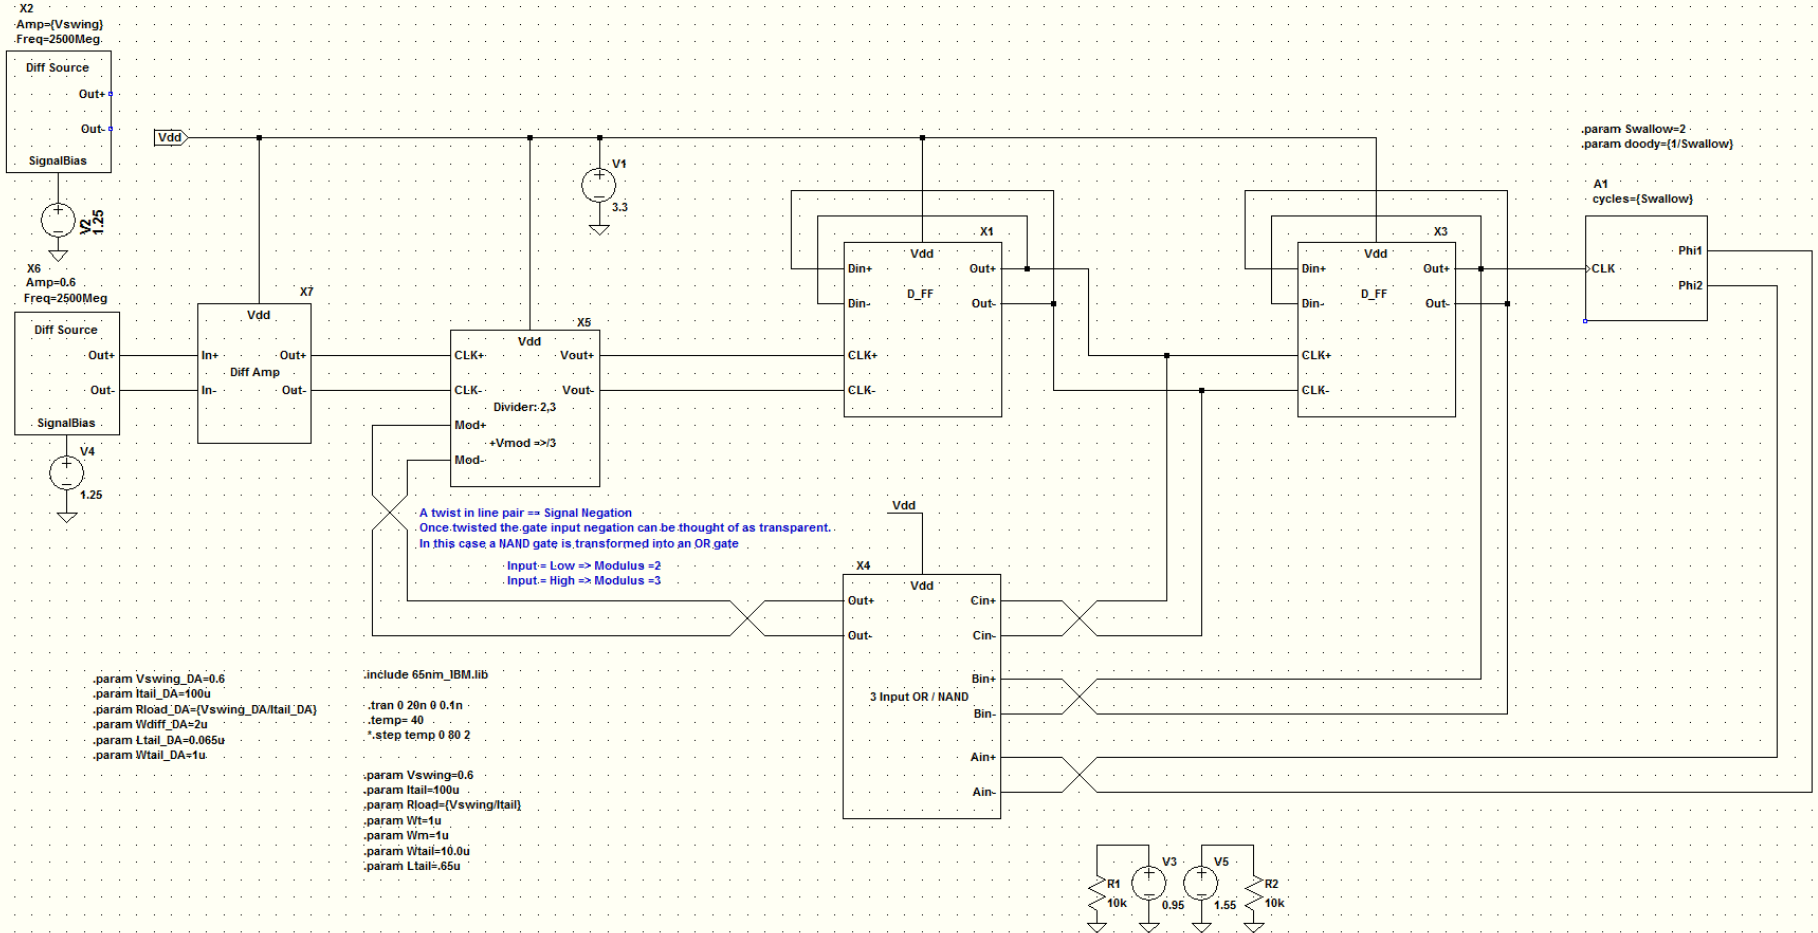 X2
Amp={Vswing}
Freq=2500Meg
Diff Source
Out+
Out-
SignalBias
V2
1.25
Vdd
V1
3.3
X6
Amp=0.6
Freq=2500Meg
Diff Source
Out+
Out-
SignalBias
V4
1.25
X7
Vdd
In+
Out+
Diff Amp
In-
Out-
X5
Vdd
CLK+
Vout+
CLK-
Vout-
Divider: 2,3
Mod+
+Vmod =>/3
Mod-
X1
Vdd
Din+
Out+
D_FF
Din-
Out-
CLK+
CLK-
X3
Vdd
Din+
Out+
D_FF
Din-
Out-
CLK+
CLK-
.param Swallow=2
.param doody={1/Swallow}
A1
cycles={Swallow}
Phi1
CLK
Phi2
A twist in line pair == Signal Negation
Once twisted the gate input negation can be thought of as transparent.
In this case a NAND gate is transformed into an OR gate
Input = Low => Modulus =2
Input = High => Modulus =3
Vdd
X4
Vdd
Out+
Cin+
Out-
Cin-
Bin+
3 Input OR / NAND
Bin-
Ain+
Ain-
.param Vswing_DA=0.6
.param Itail_DA=100u
.param Rload_DA={Vswing_DA/Itail_DA}
.param Wdiff_DA=2u
.param Ltail_DA=0.065u
.param Wtail_DA=1u
.include 65nm_IBM.lib
.tran 0 20n 0 0.1n
.temp= 40
*.step temp 0 80 2
.param Vswing=0.6
.param Itail=100u
.param Rload={Vswing/Itail}
.param Wt=1u
.param Wm=1u
.param Wtail=10.0u
.param Ltail=.65u
R1
10k
V3
0.95
V5
1.55
R2
10k